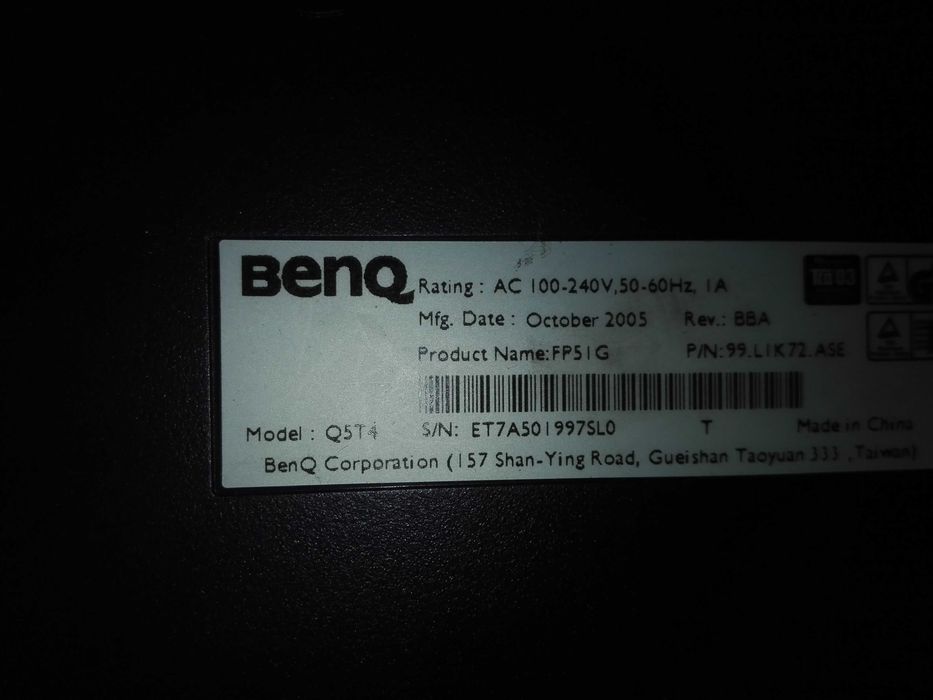 BenQ
Rating : AC 100-240V,50-60Hz, 1A
Mfg. Date : October 2005 Rev.: BBA
Product Name:FP51G P/N:99.L1K72.ASE
Model : Q5T4 S/N: ET7A501997SL0 T Made in China
BenQ Corporation (157 Shan-Ying Road, Gueishan Taoyuan 333 ,Taiwan)